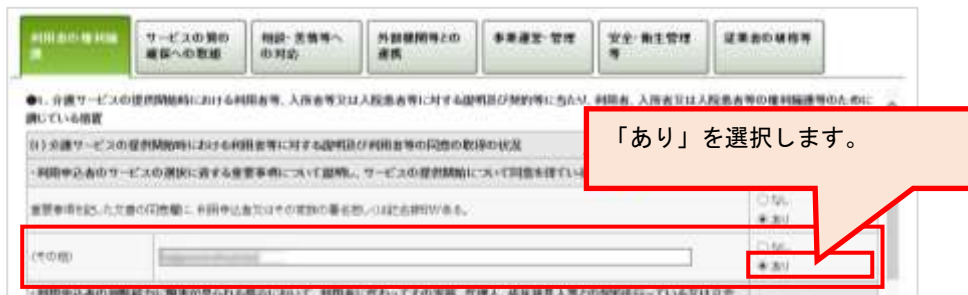 利用者の権利擁護
サービスの質の確保への取組
相談・苦情等への対応
外部機関等との連携
事業運営・管理
安全・衛生管理等
従業者の研修等
●1. 介護サービスの提供開始時における利用者等、入所者等又は入院患者等に対する説明及び契約等に当たり、利用者、入所者又は入院患者等の権利擁護等のために
講じている措置
「あり」を選択します。
(1) 介護サービスの提供開始時における利用者等に対する説明及び利用者等の同意の取得の状況
・利用申込者のサービスの選択に資する重要事項について説明し、サービスの提供開始について同意を得てい
重要事項を記した文書の同意欄に、利用申込者又はその家族の署名若しくは記名捺印がある。
なし
あり
(その他)
なし
あり